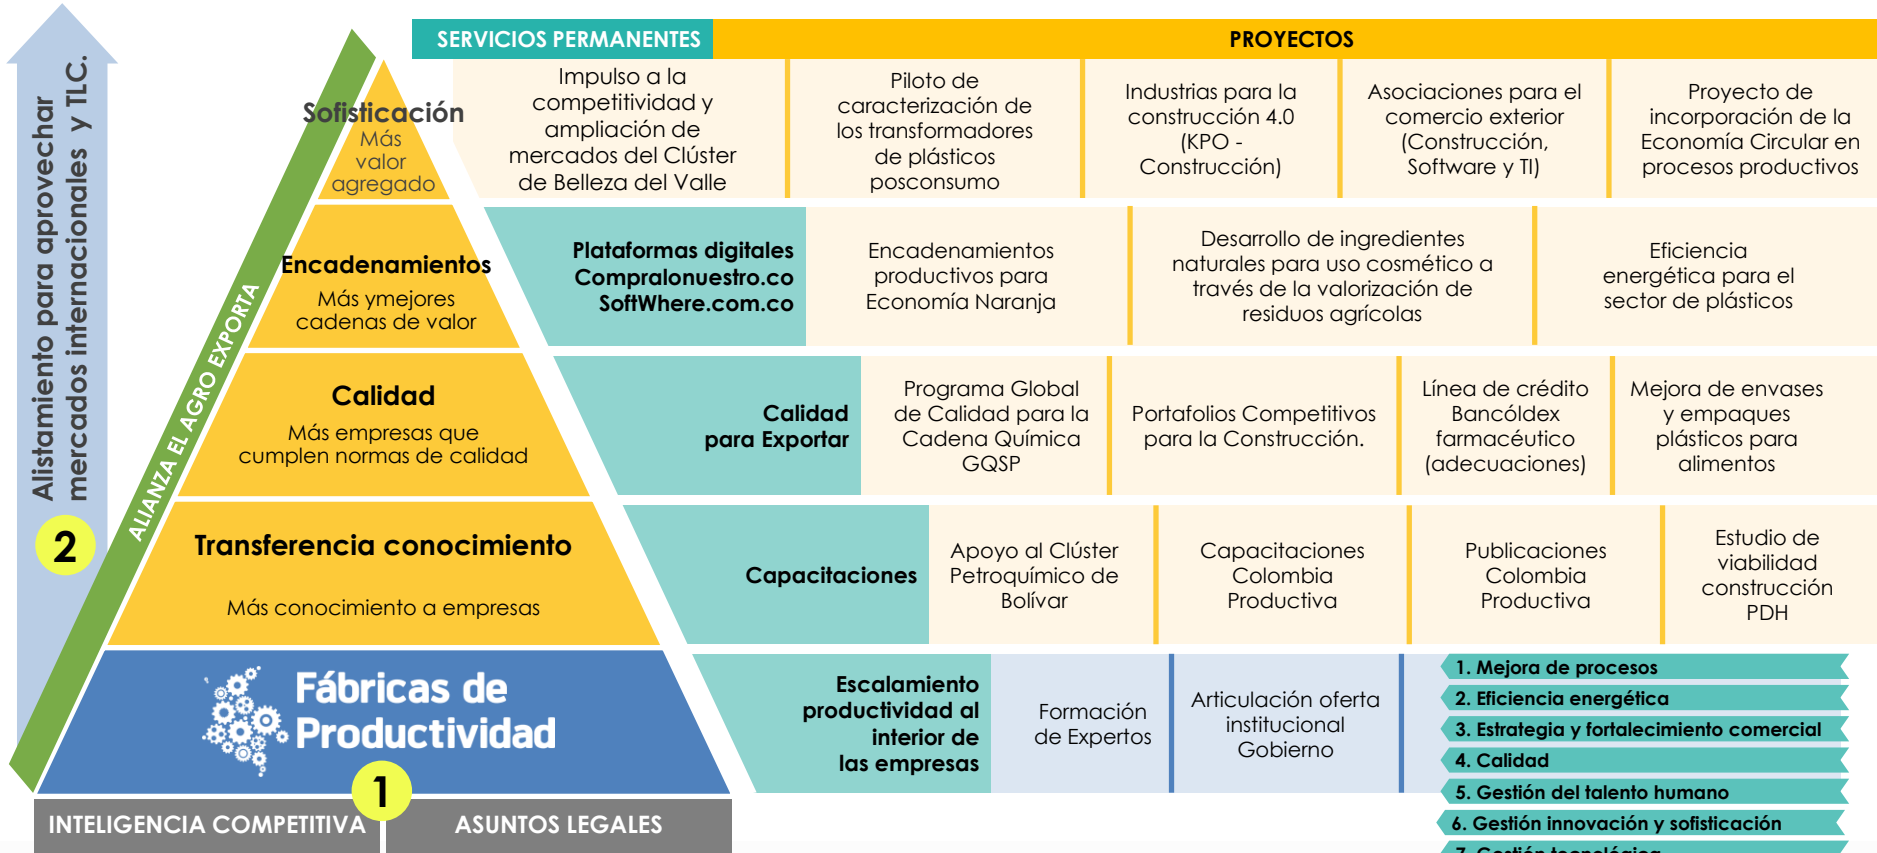 Alistamiento para aprovechar
mercados internacionales y TLC.
2
ALIANZA EL AGRO EXPORTA
SERVICIOS PERMANENTES
PROYECTOS
Sofisticación
Más
valor
agregado
Impulso a la
competitividad y
ampliación de
mercados del Clúster
de Belleza del Valle
Piloto de
caracterización de
los transformadores
de plásticos
posconsumo
Industrias para la
construcción 4.0
(KPO -
Construcción)
Asociaciones para el
comercio exterior
(Construcción,
Software y TI)
Proyecto de
incorporación de la
Economía Circular en
procesos productivos
Encadenamientos
Más ymejores
cadenas de valor
Plataformas digitales
Compralonuestro.co
SoftWhere.com.co
Encadenamientos
productivos para
Economía Naranja
Desarrollo de ingredientes
naturales para uso cosmético a
través de la valorización de
residuos agrícolas
Eficiencia
energética para el
sector de plásticos
Calidad
Más empresas que
cumplen normas de calidad
Calidad
para Exportar
Programa Global
de Calidad para la
Cadena Química
GQSP
Portafolios Competitivos
para la Construcción.
Línea de crédito
Bancóldex
farmacéutico
(adecuaciones)
Mejora de envases
y empaques
plásticos para
alimentos
Transferencia conocimiento
Más conocimiento a empresas
Capacitaciones
Apoyo al Clúster
Petroquímico de
Bolívar
Capacitaciones
Colombia
Productiva
Publicaciones
Colombia
Productiva
Estudio de
viabilidad
construcción
PDH
Fábricas de
Productividad
Escalamiento
productividad al
interior de
las empresas
Formación
de Expertos
Articulación oferta
institucional
Gobierno
1. Mejora de procesos
2. Eficiencia energética
3. Estrategia y fortalecimiento comercial
4. Calidad
5. Gestión del talento humano
6. Gestión innovación y sofisticación
7. Gestión tecnológica
1
INTELIGENCIA COMPETITIVA
ASUNTOS LEGALES